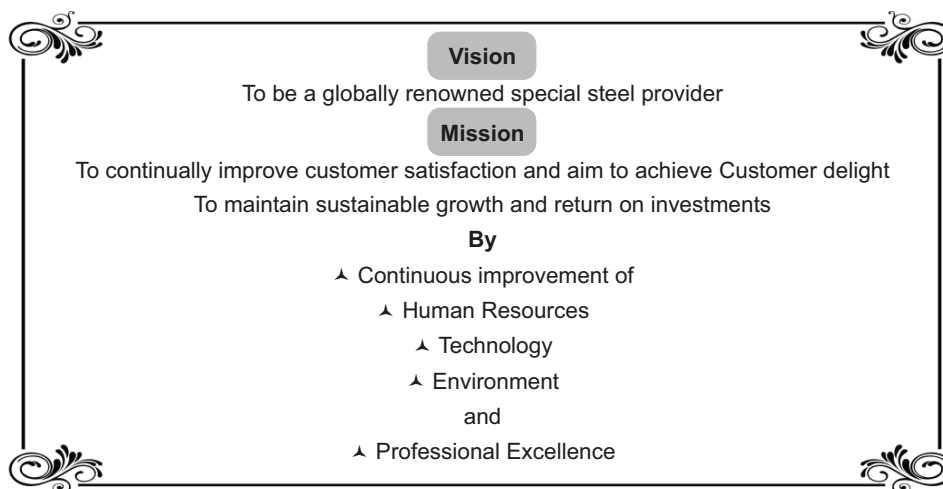 Vision
To be a globally renowned special steel provider
Mission
To continually improve customer satisfaction and aim to achieve Customer delight
To maintain sustainable growth and return on investments
By
Continuous improvement of
Human Resources
Technology
Environment
and
Professional Excellence